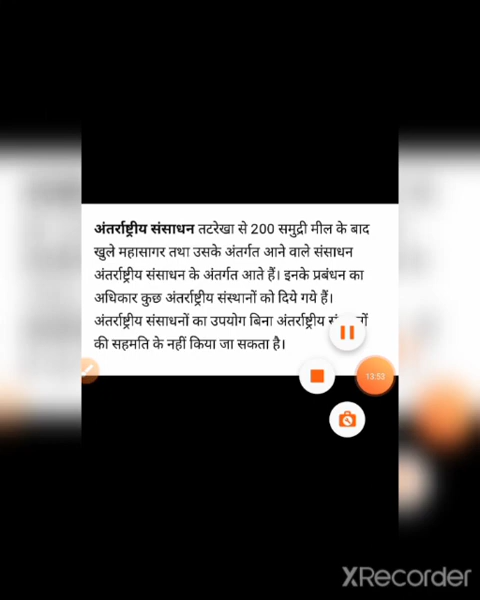 अंतर्राष्ट्रीय संसाधन तटरेखा से 200 समुद्री मील के बाद
खुले महासागर तथा उसके अंतर्गत आने वाले संसाधन
अंतर्राष्ट्रीय संसाधन के अंतर्गत आते हैं। इनके प्रबंधन का
अधिकार कुछ अंतर्राष्ट्रीय संस्थानों को दिये गये हैं।
अंतर्राष्ट्रीय संसाधनों का उपयोग बिना अंतर्राष्ट्रीय
की सहमति के नहीं किया जा सकता है।
13:53
XRecorder